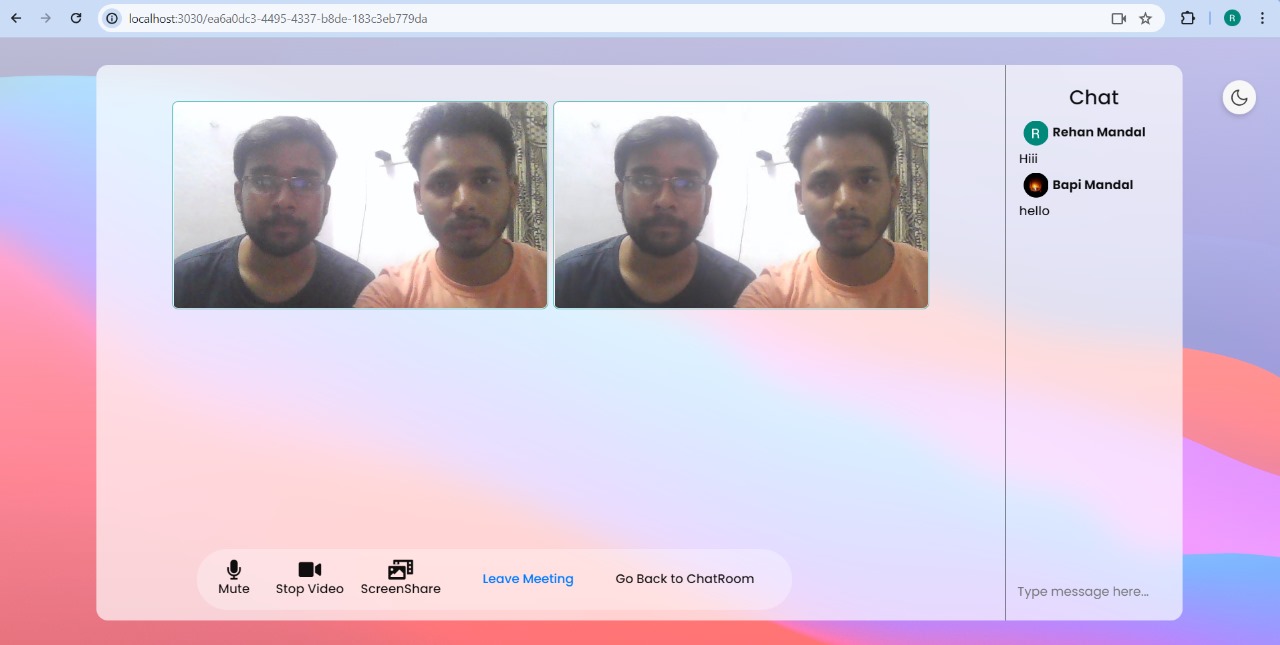 localhost:3030/ea6a0dc3-4495-4337-b8de-183c3eb779da
R
Chat
R Rehan Mandal
Hiii
Bapi Mandal
hello
Mute
Stop Video
ScreenShare
Leave Meeting
Go Back to ChatRoom
Type message here...